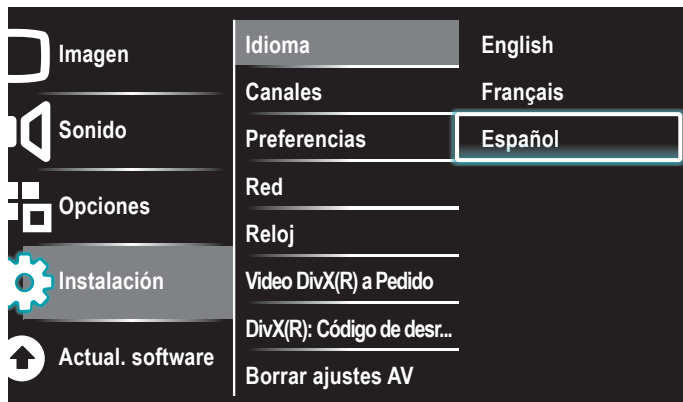 Imagen
Sonido
Opciones
Instalación
Actual. software
Idioma
Canales
Preferencias
Red
Reloj
Video DivX(R) a Pedido
DivX(R): Código de desr...
Borrar ajustes AV
English
Français
Español